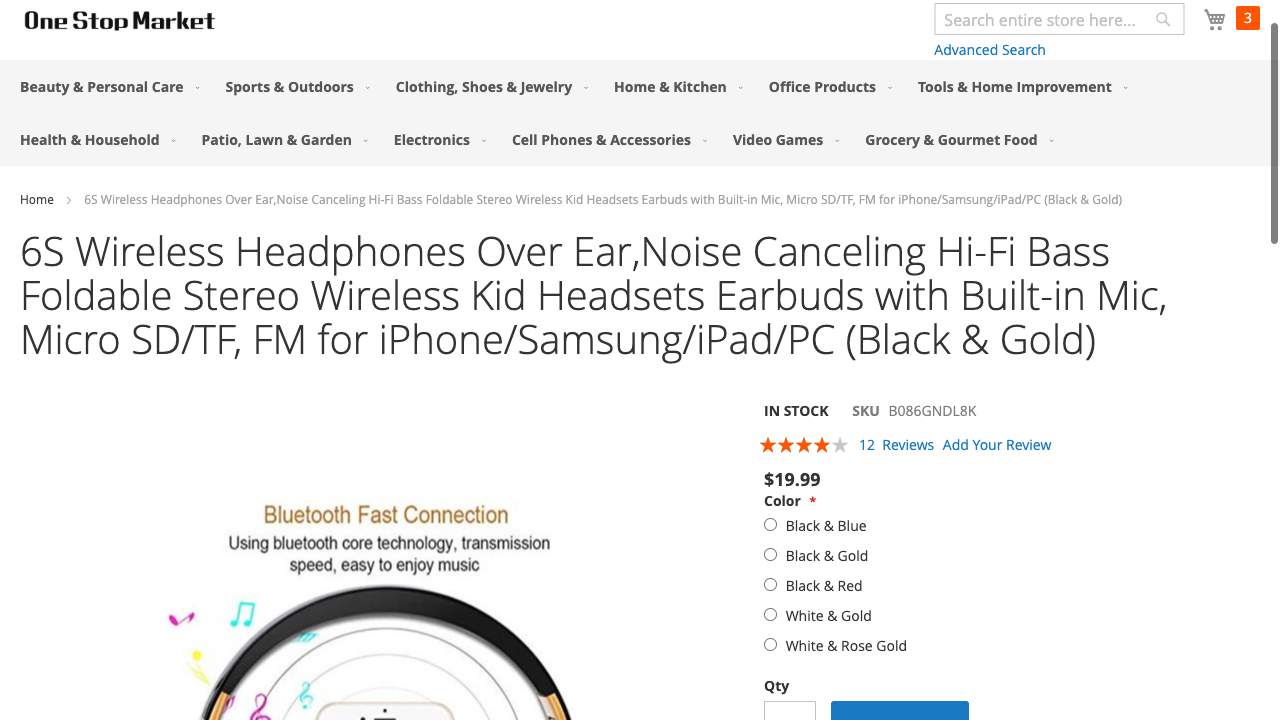 One Stop Market
Search entire store here...
3
Advanced Search
Beauty & Personal Care
Sports & Outdoors
Clothing, Shoes & Jewelry
Home & Kitchen
Office Products
Tools & Home Improvement
Health & Household
Patio, Lawn & Garden
Electronics
Cell Phones & Accessories
Video Games
Grocery & Gourmet Food
Home
6S Wireless Headphones Over Ear,Noise Canceling Hi-Fi Bass Foldable Stereo Wireless Kid Headsets Earbuds with Built-in Mic, Micro SD/TF, FM for iPhone/Samsung/iPad/PC (Black & Gold)
6S Wireless Headphones Over Ear,Noise Canceling Hi-Fi Bass
Foldable Stereo Wireless Kid Headsets Earbuds with Built-in Mic,
Micro SD/TF, FM for iPhone/Samsung/iPad/PC (Black & Gold)
IN STOCK SKU B086GNDL8K
12 Reviews Add Your Review
$19.99
Color *
Black & Blue
Black & Gold
Black & Red
White & Gold
White & Rose Gold
Qty
Bluetooth Fast Connection
Using bluetooth core technology, transmission
speed, easy to enjoy music